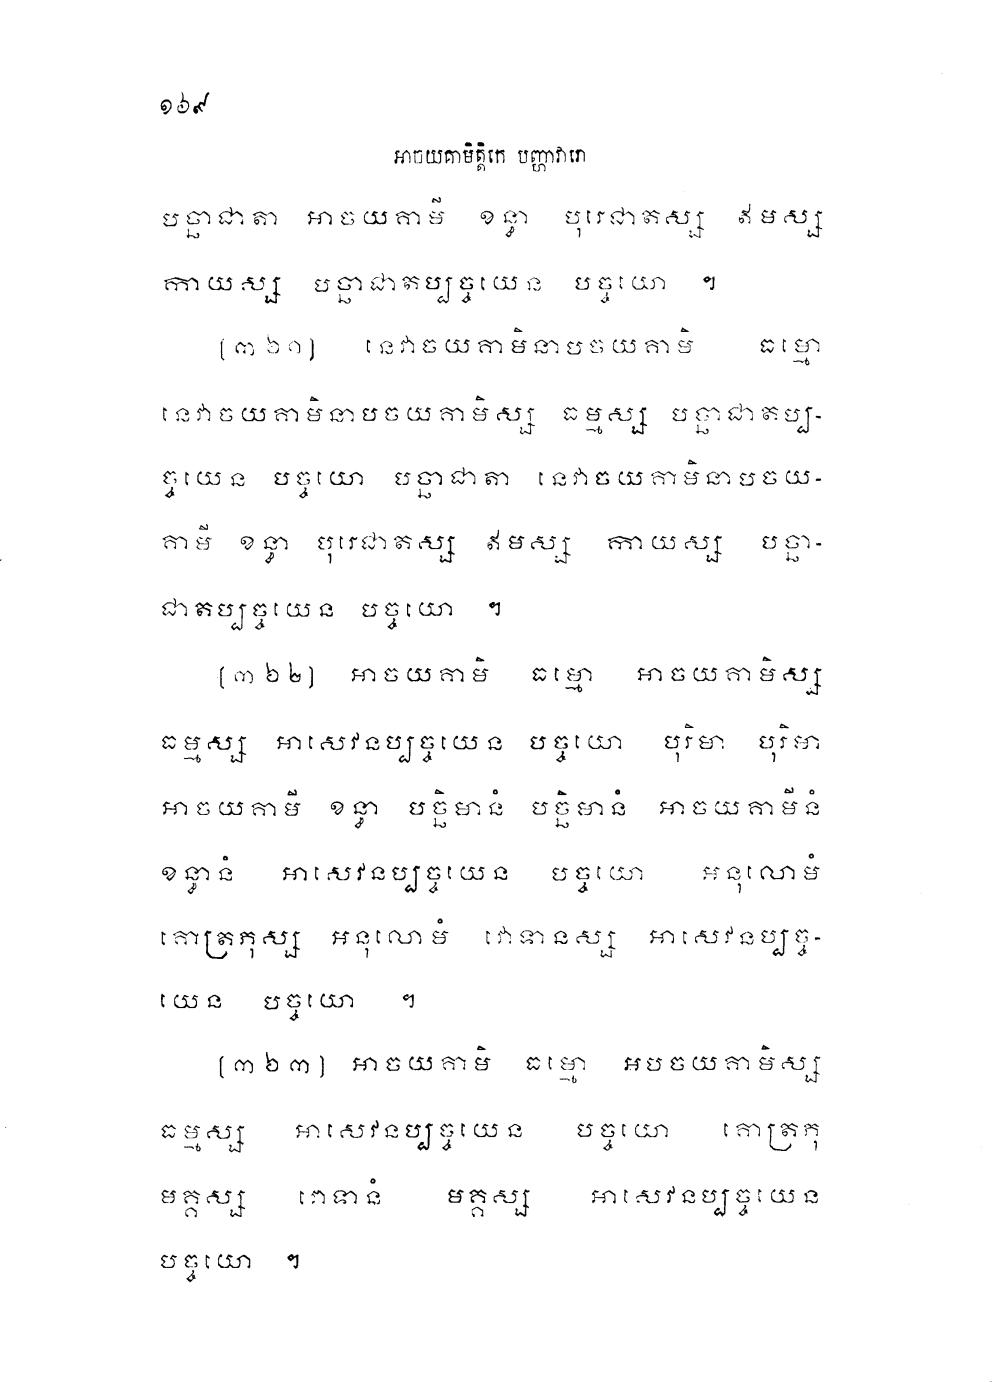 ១៦៩
អាចយគាមិត្តិកេ បញ្ហាវារោ
បច្ឆាជាតា អាចយគាមី ខន្ធា បុរេជាតស្ស ឥមស្ស
កាយស្ស បច្ឆាជាតប្បច្ចយេន បច្ចយោ ។
[៣៦១] នេវាចយគាមិនាបចយគាមិ ធម្មោ
នេវាចយគាមិនាបចយគាមិស្ស ធម្មស្ស បច្ឆាជាតប្ប-
ច្ចយេន បច្ចយោ បច្ឆាជាតា នេវាចយគាមិនាបចយ-
គាមី ខន្ធា បុរេជាតស្ស ឥមស្ស កាយស្ស បច្ឆា-
ជាតប្បច្ចយេន បច្ចយោ ។
[៣៦២] អាចយគាមិ ធម្មោ អាចយគាមិស្ស
ធម្មស្ស អាសេវនប្បច្ចយេន បច្ចយោ បុរិមា បុរិមា
អាចយគាមី ខន្ធា បច្ឆិមានំ បច្ឆិមានំ អាចយគាមីនំ
ខន្ធានំ អាសេវនប្បច្ចយេន បច្ចយោ អនុលោមំ
គោត្រភុស្ស អនុលោមំ វោទានស្ស អាសេវនប្បច្ច-
យេន បច្ចយោ ។
[៣៦៣] អាចយគាមិ ធម្មោ អបចយគាមិស្ស
ធម្មស្ស អាសេវនប្បច្ចយេន បច្ចយោ គោត្រភុ
មគ្គស្ស វោទានំ មគ្គស្ស អាសេវនប្បច្ចយេន
បច្ចយោ ។